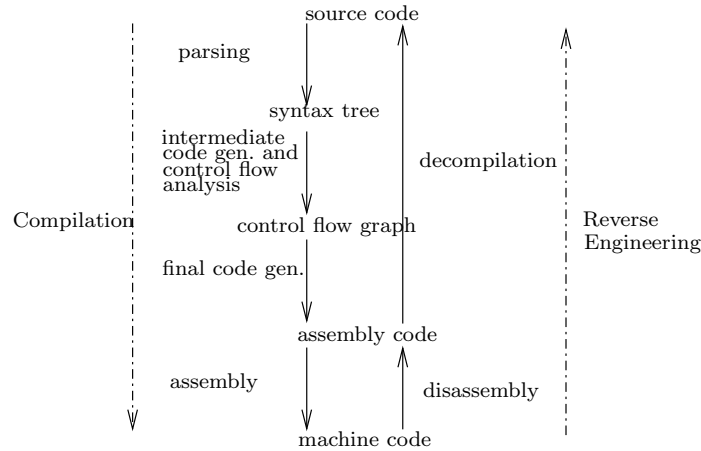 source code
parsing
syntax tree
intermediate
code gen. and
control flow
analysis
decompilation
Compilation
control flow graph
Reverse
Engineering
final code gen.
assembly code
assembly
disassembly
machine code